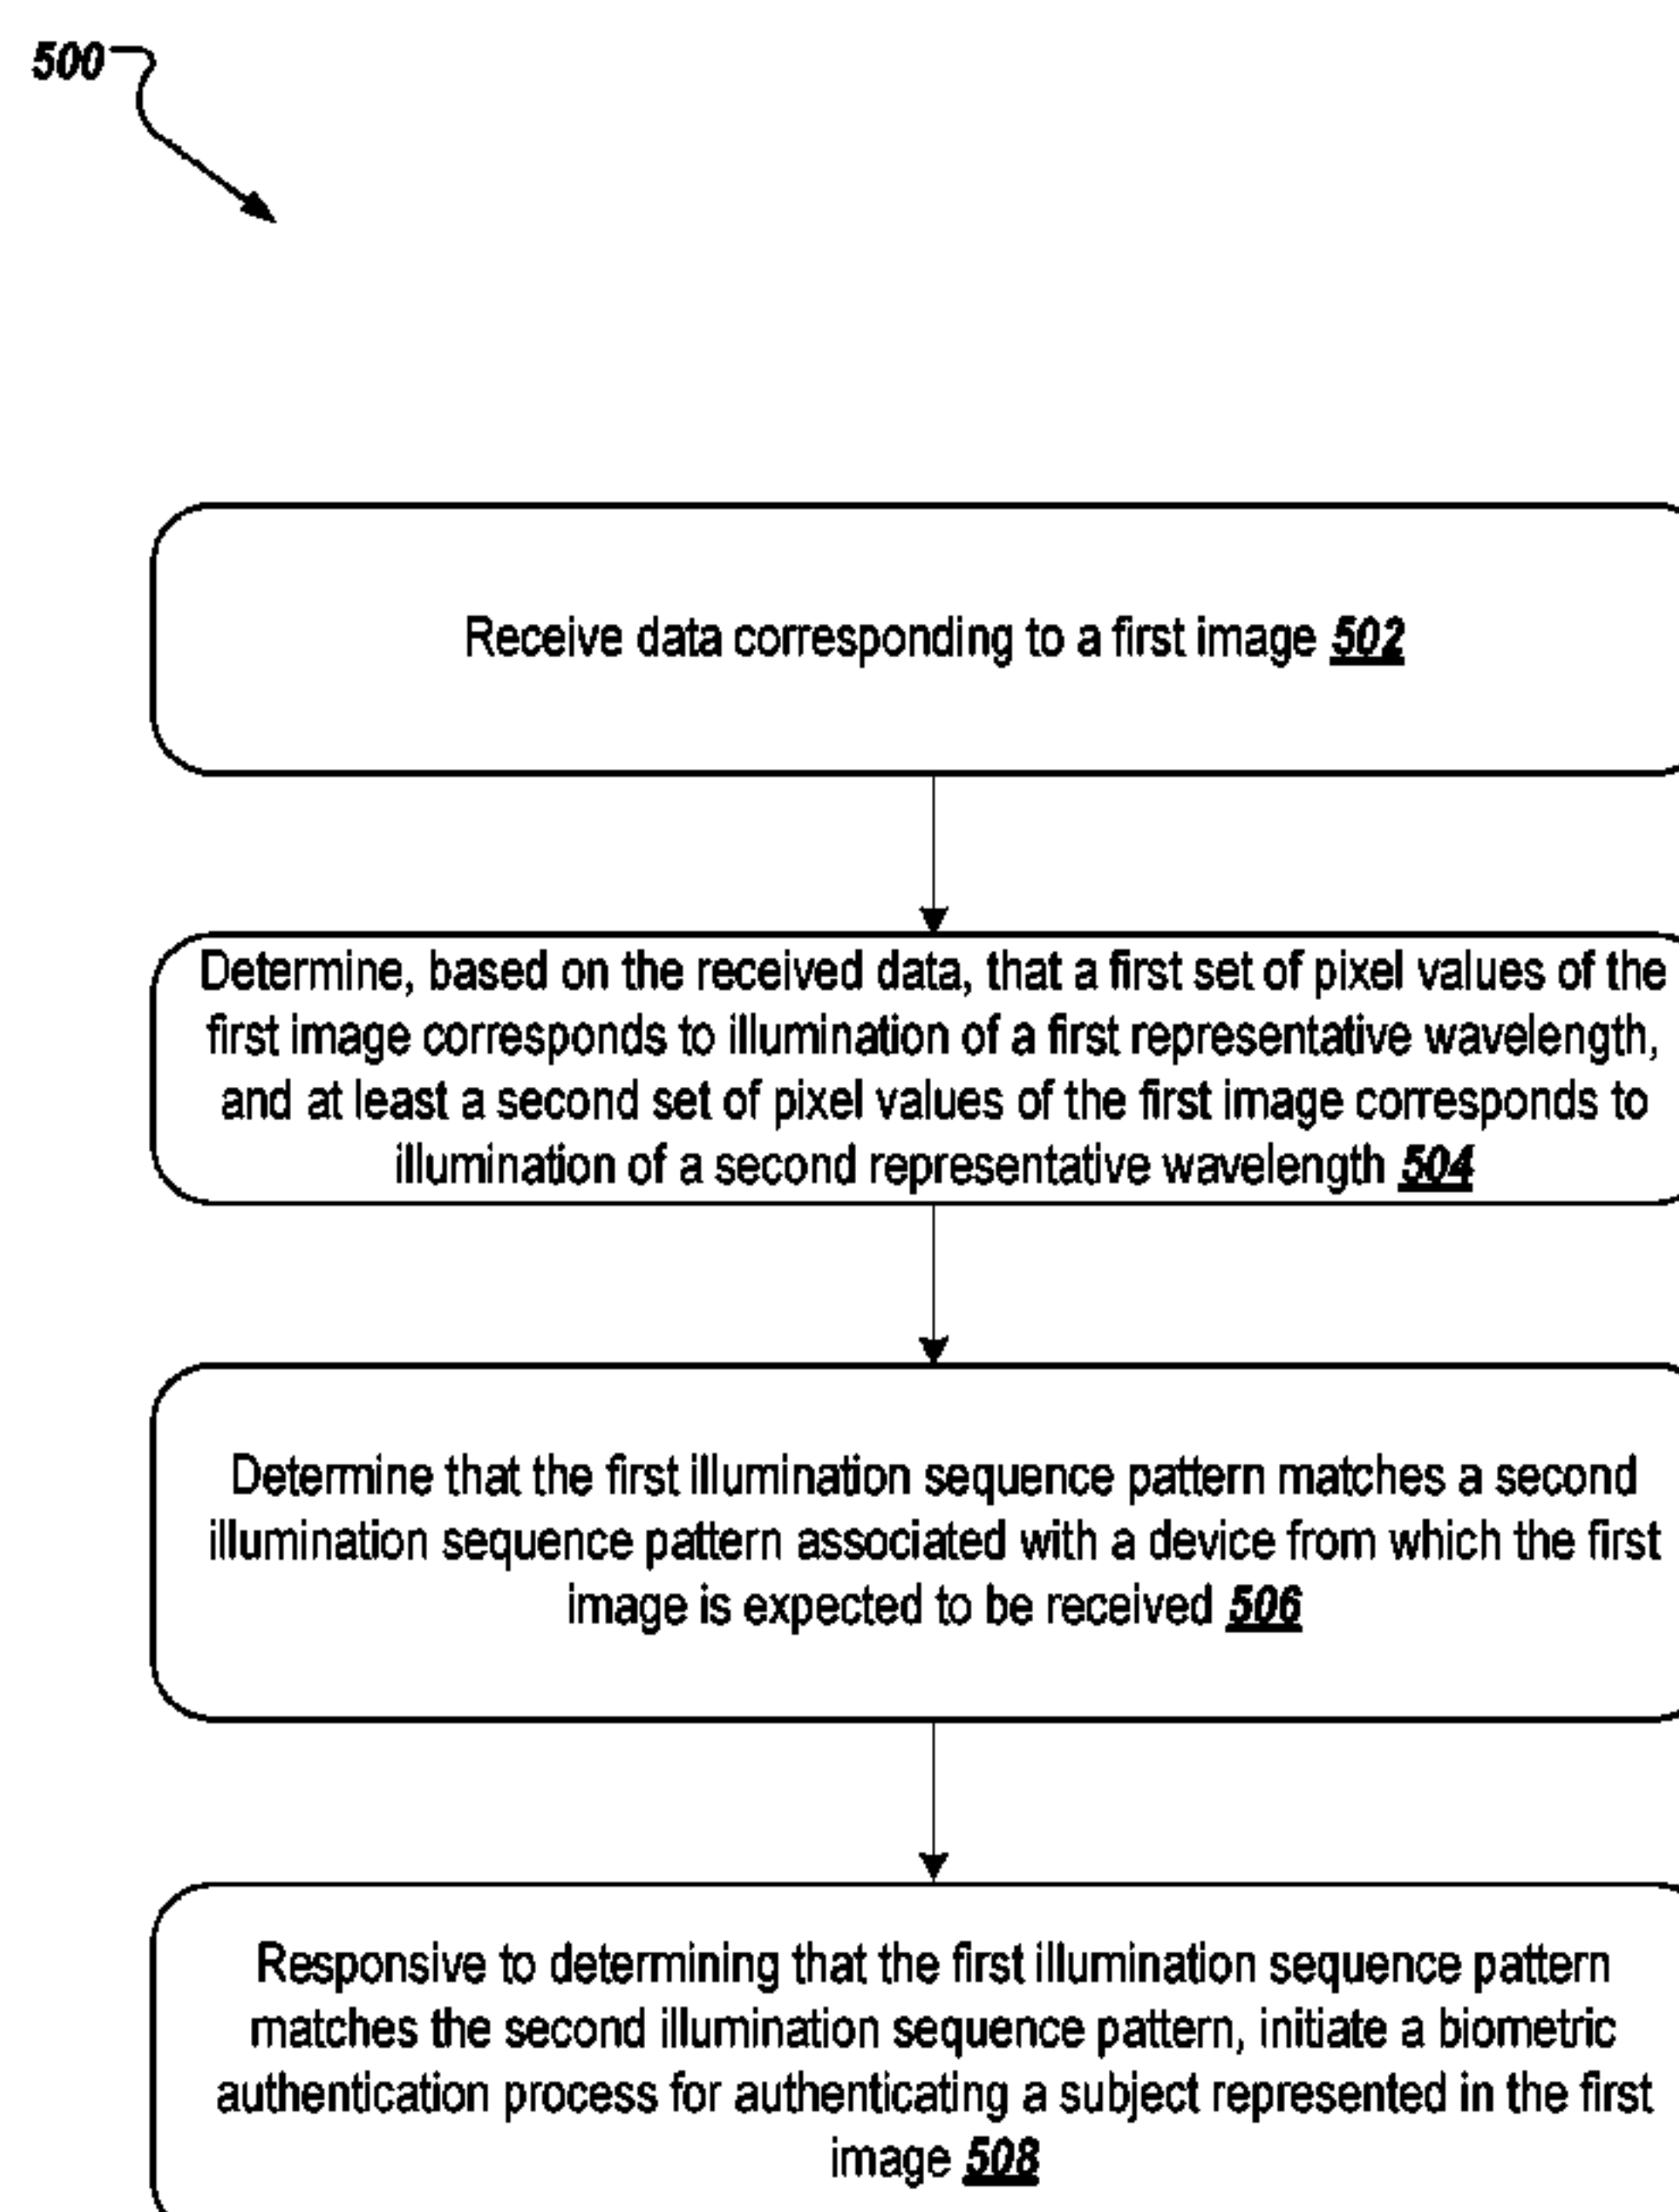 500
Receive data corresponding to a first image 502
Determine, based on the received data, that a first set of pixel values of the
first image corresponds to illumination of a first representative wavelength,
and at least a second set of pixel values of the first image corresponds to
illumination of a second representative wavelength 504
Determine that the first illumination sequence pattern matches a second
illumination sequence pattern associated with a device from which the first
image is expected to be received 506
Responsive to determining that the first illumination sequence pattern
matches the second illumination sequence pattern, initiate a biometric
authentication process for authenticating a subject represented in the first
image 508